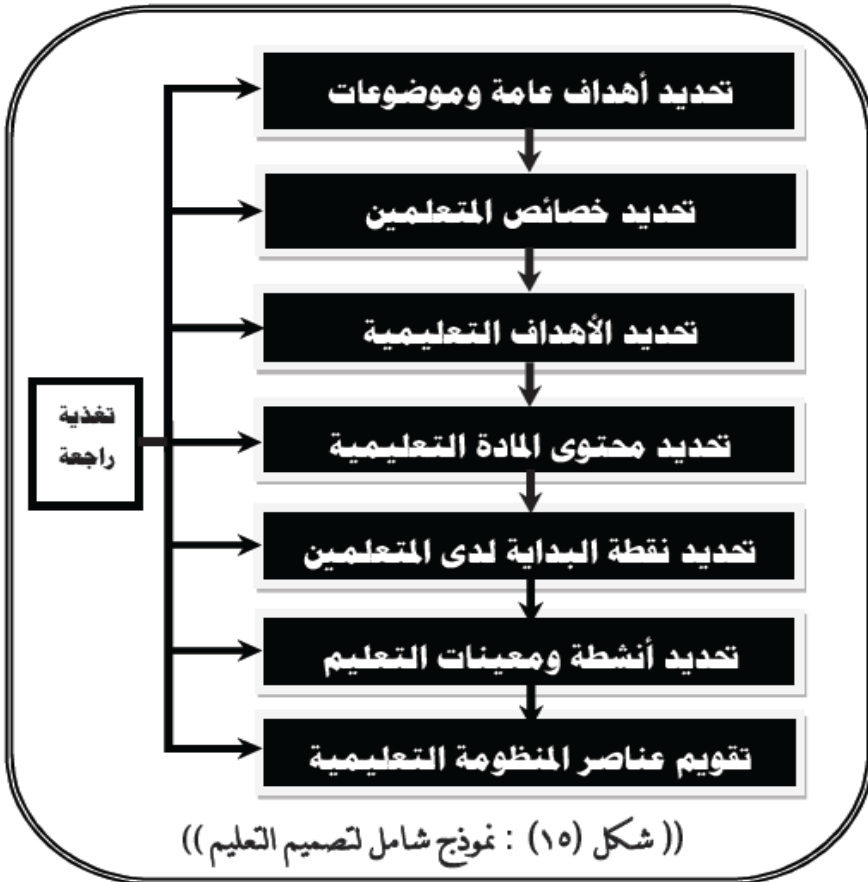 تحديد أهداف عامة وموضوعات
تحديد خصائص المتعلمين
تحديد الأهداف التعليمية
تحديد محتوى المادة التعليمية
تحديد نقطة البداية لدى المتعلمين
تحديد أنشطة ومعينات التعليم
تقويم عناصر المنظومة التعليمية
تغذية
راجعة
(( شكل (١٥) : نموذج شامل لتصميم التعليم ))